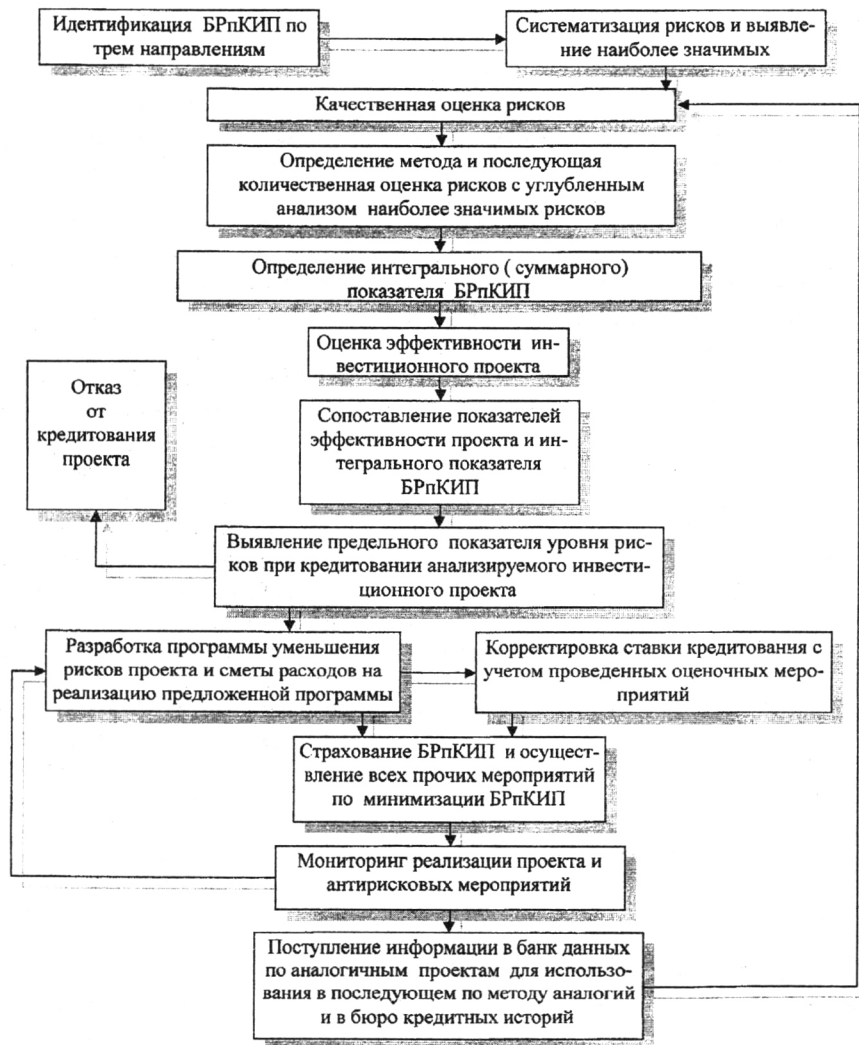 Идентификация БРпКИП по
трем направлениям
Систематизация рисков и выявле-
ние наиболее значимых
Качественная оценка рисков
Определение метода и последующая
количественная оценка рисков с углубленным
анализом наиболее значимых рисков
Определение интегрального ( суммарного)
показателя БРпКИП
Оценка эффективности ин-
вестиционного проекта
Отказ
от
кредитования
проекта
Сопоставление показателей
эффективности проекта и ин-
тегрального показателя
БРпКИП
Выявление предельного показателя уровня рис-
ков при кредитовании анализируемого инвести-
ционного проекта
Разработка программы уменьшения
рисков проекта и сметы расходов на
реализацию предложенной программы
Корректировка ставки кредитования с
учетом проведенных оценочных меро-
приятий
Страхование БРпКИП и осущест-
вление всех прочих мероприятий
по минимизации БРпКИП
Мониторинг реализации проекта и
антирисковых мероприятий
Поступление информации в банк данных
по аналогичным проектам для использо-
вания в последующем по методу аналогий
и в бюро кредитных историй